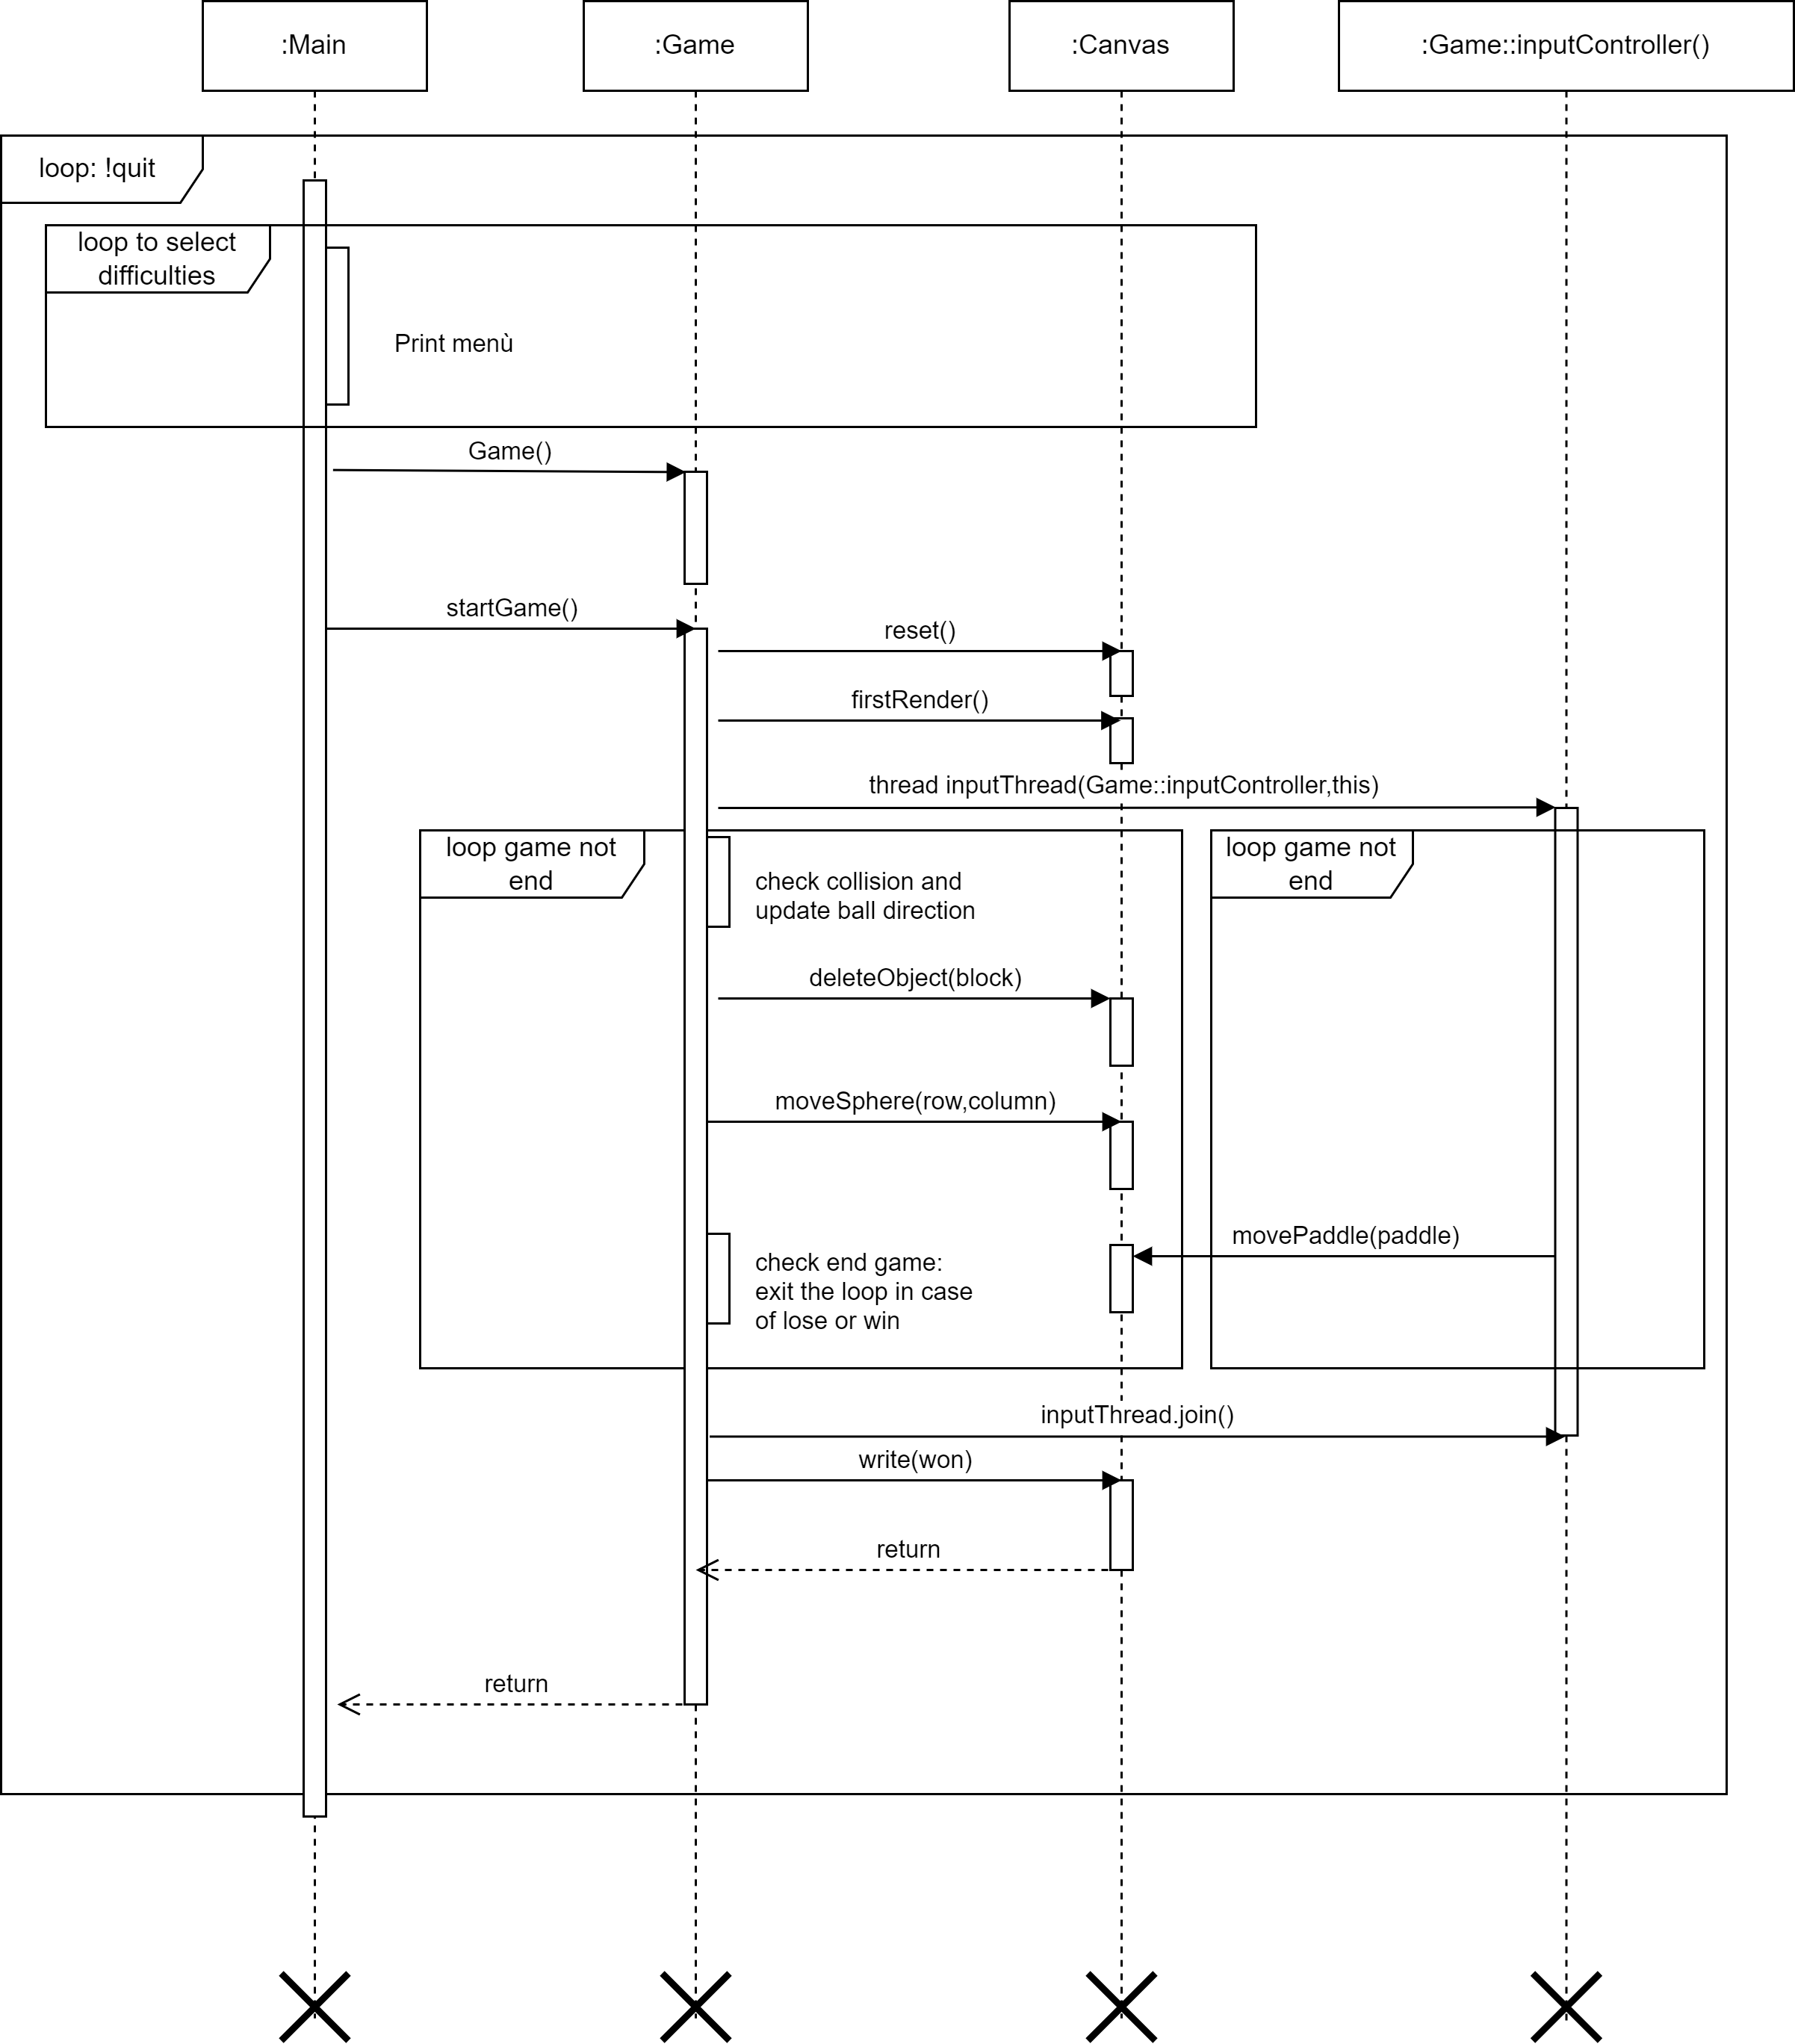 :Main
:Game
:Canvas
:Game::inputController()
loop: !quit
loop to select
difficulties
Print menù
Game()
startGame()
reset()
firstRender()
thread inputThread(Game::inputController,this)
loop game not
end
loop game not
end
check collision and
update ball direction
deleteObject(block)
moveSphere(row,column)
movePaddle(paddle)
check end game:
exit the loop in case
of lose or win
inputThread.join()
write(won)
return
return